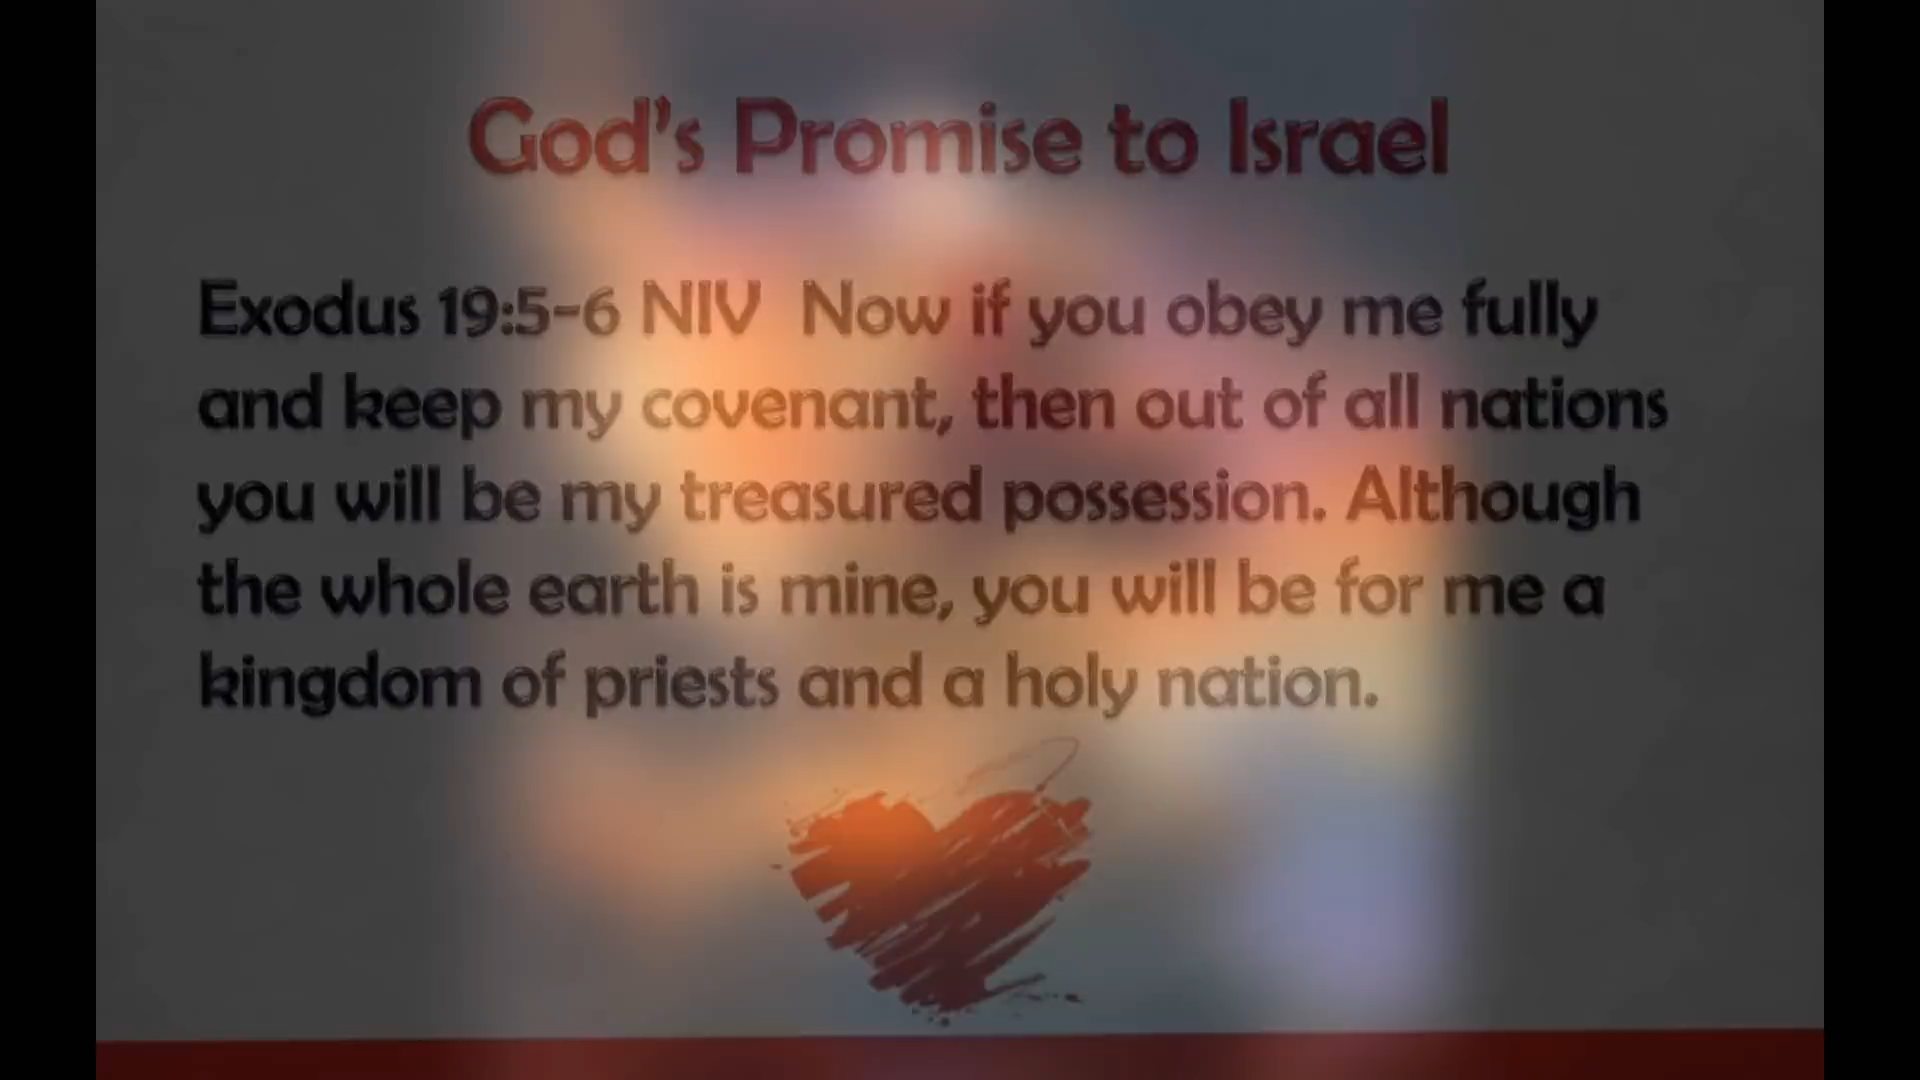 God's Promise to Israel
Exodus 19:5-6 NIV  Now if you obey me fully
and keep my covenant, then out of all nations
you will be my treasured possession. Although
the whole earth is mine, you will be for me a
kingdom of priests and a holy nation.